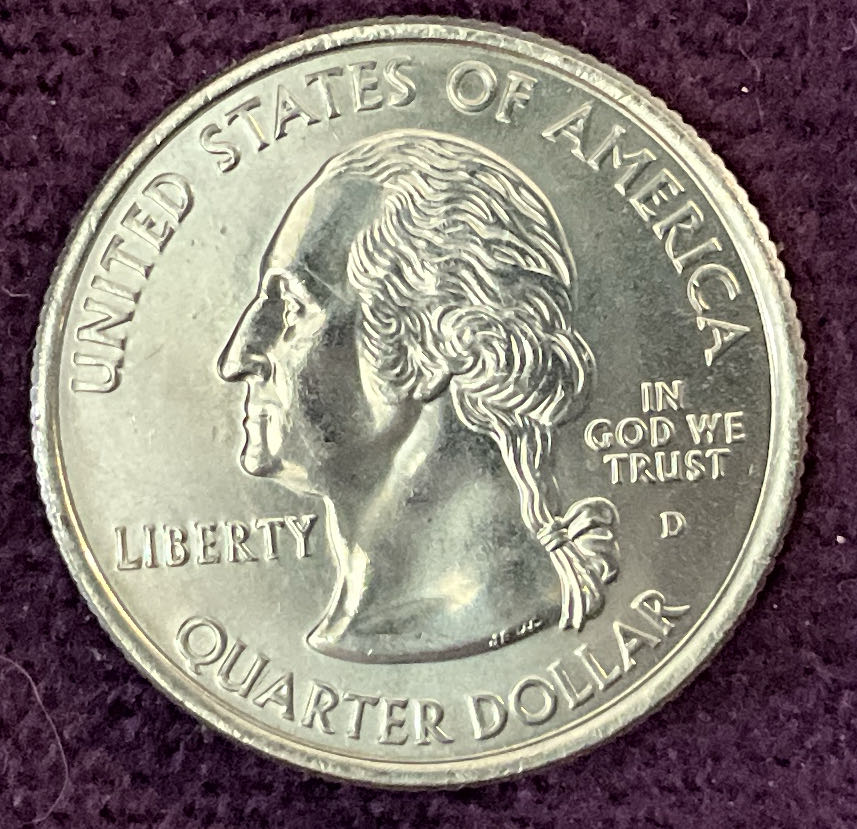 UNITED STATES OF AMERICA
IN
GOD WE
TRUST
LIBERTY
D
QUARTER DOLLAR